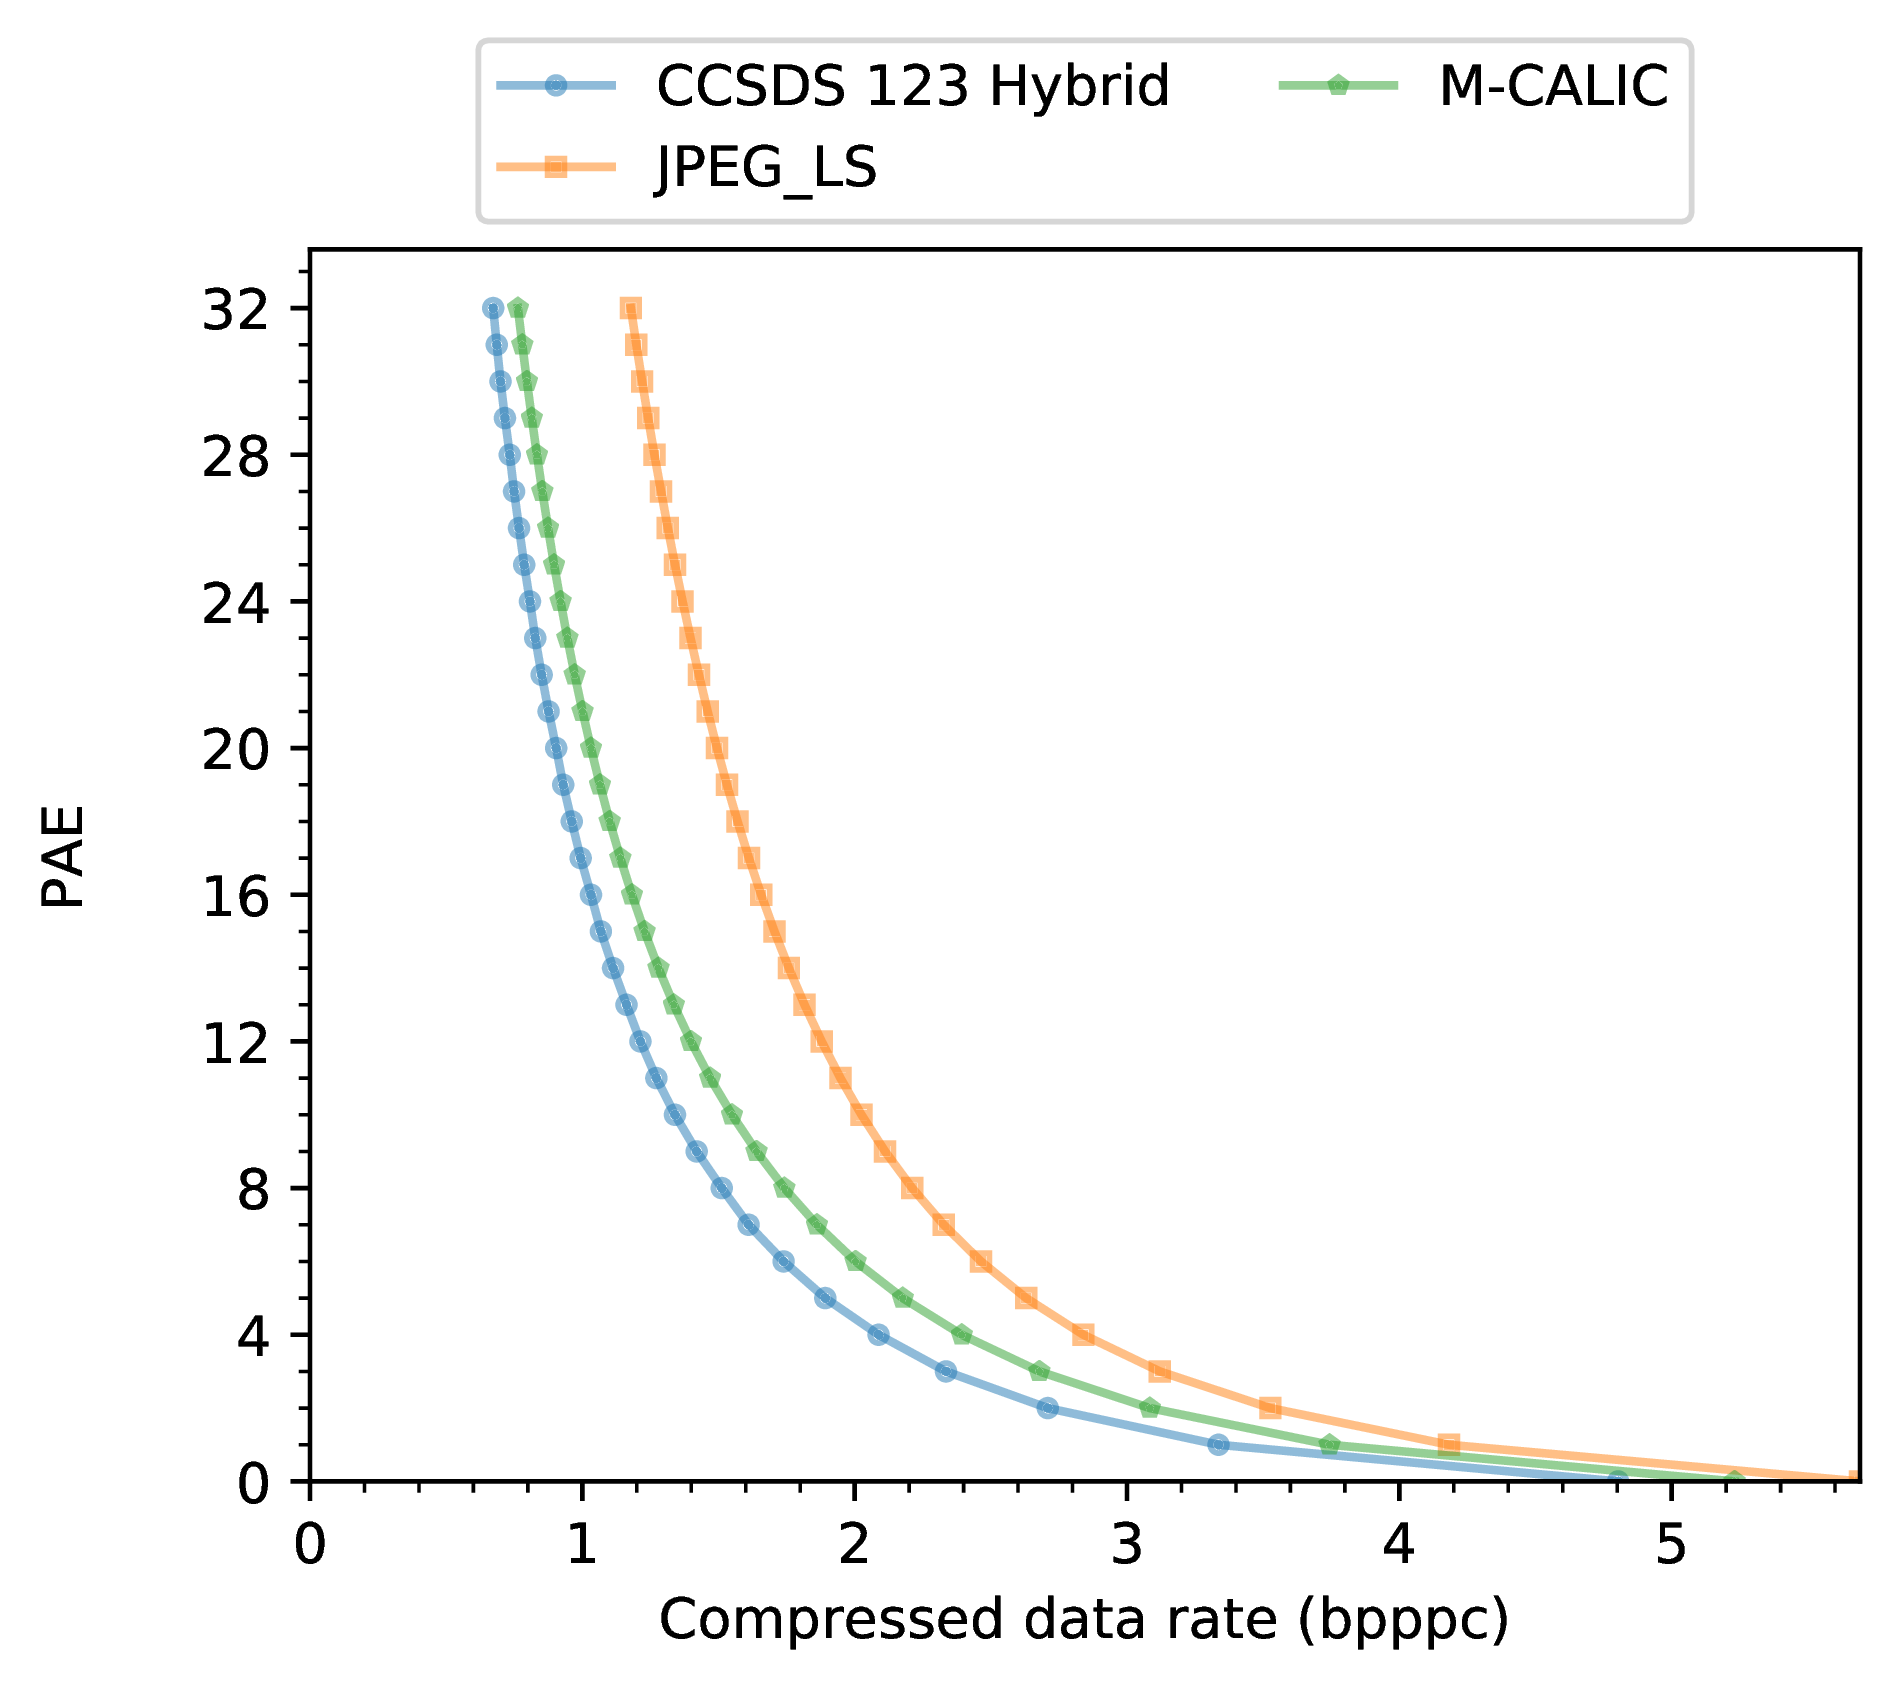 CCSDS 123 Hybrid
M-CALIC
JPEG_LS
32
28
24
20
16
12
8
4
0
PAE
0 1 2 3 4 5
Compressed data rate (bpppc)